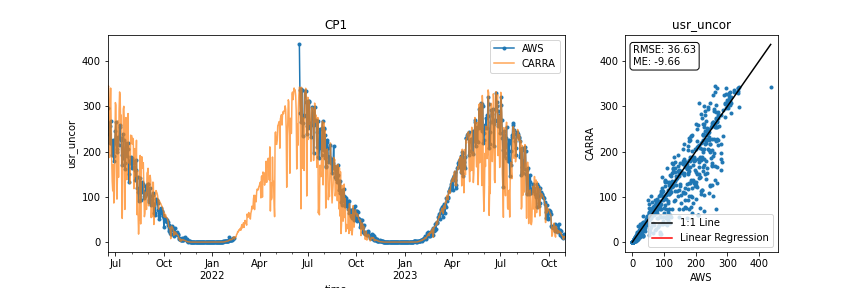 CP1
usr_uncor
400
300
200
100
0
Jul
Oct
Jan
2022
Apr
Jul
Oct
Jan
2023
Apr
Jul
Oct
AWS
CARRA
usr_uncor
CARRA
400
300
200
100
0
RMSE: 36.63
ME: -9.66
1:1 Line
Linear Regression
0
100
200
300
400
AWS